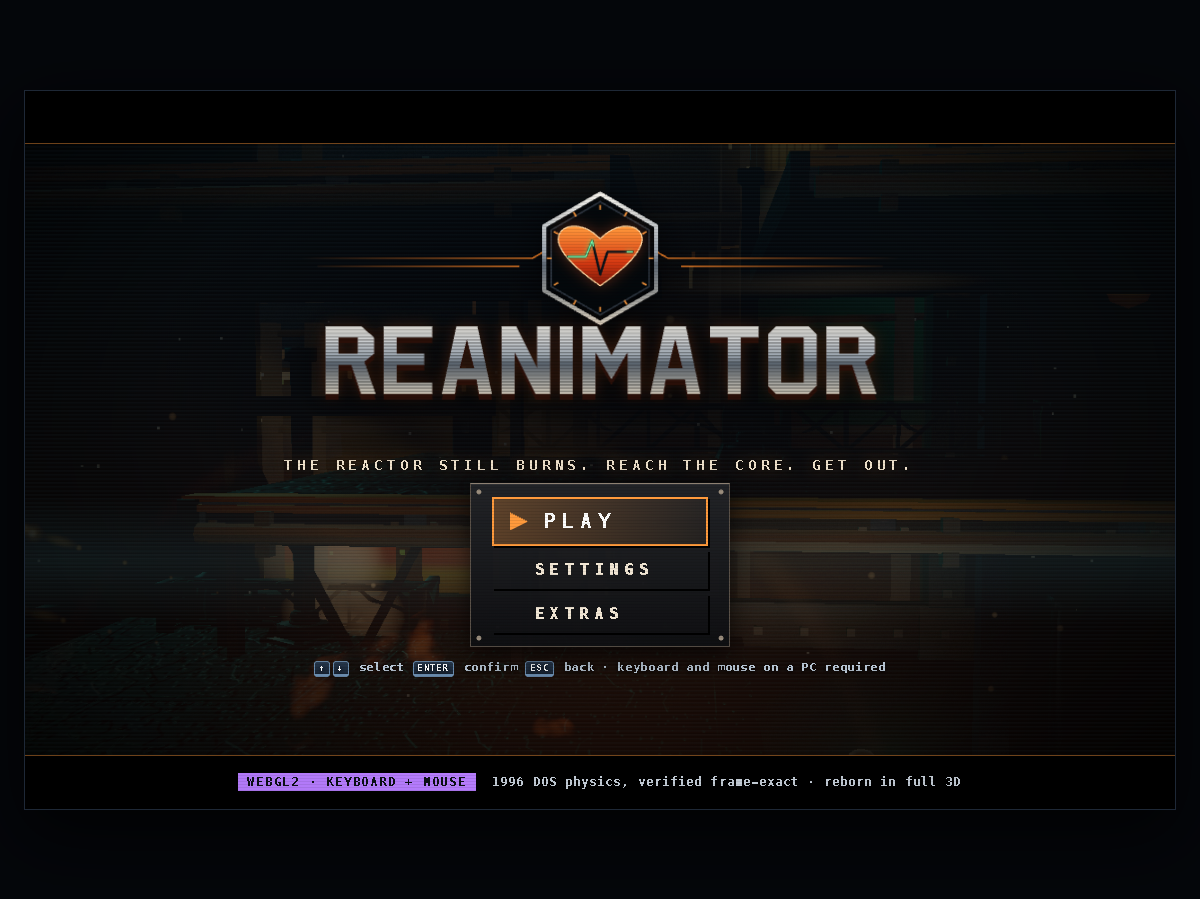 REANIMATOR
THE REACTOR STILL BURNS. REACH THE CORE. GET OUT.
▶ PLAY
SETTINGS
EXTRAS
↑ ↓ select ENTER confirm ESC back · keyboard and mouse on a PC required
WEBGL2 · KEYBOARD + MOUSE 1996 DOS physics, verified frame-exact · reborn in full 3D